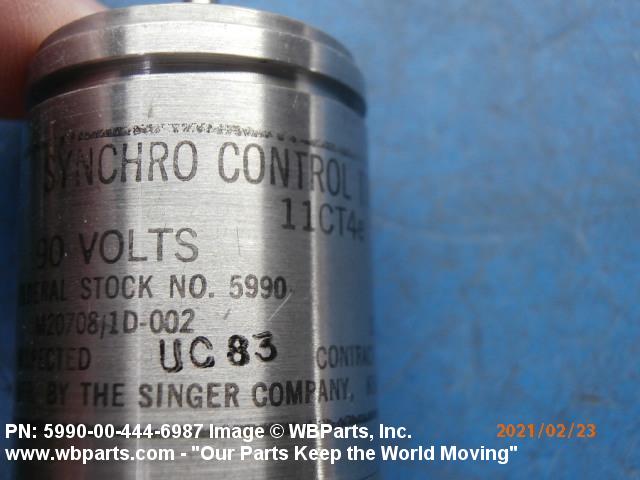 SYNCHRO CONTROL
11CT4e
90 VOLTS
STOCK NO. 5990
M20708/1D-002
UC 83
BY THE SINGER COMPANY,
PN: 5990-00-444-6987 Image © WBParts, Inc.
2021/02/23
www.wbparts.com - "Our Parts Keep the World Moving"